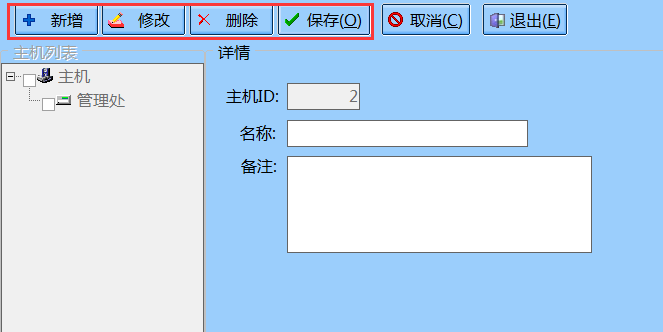 新增 修改 删除 保存(O) 取消(C) 退出(E)
主机列表 详情
主机
管理处
主机ID: 2
名称:
备注: